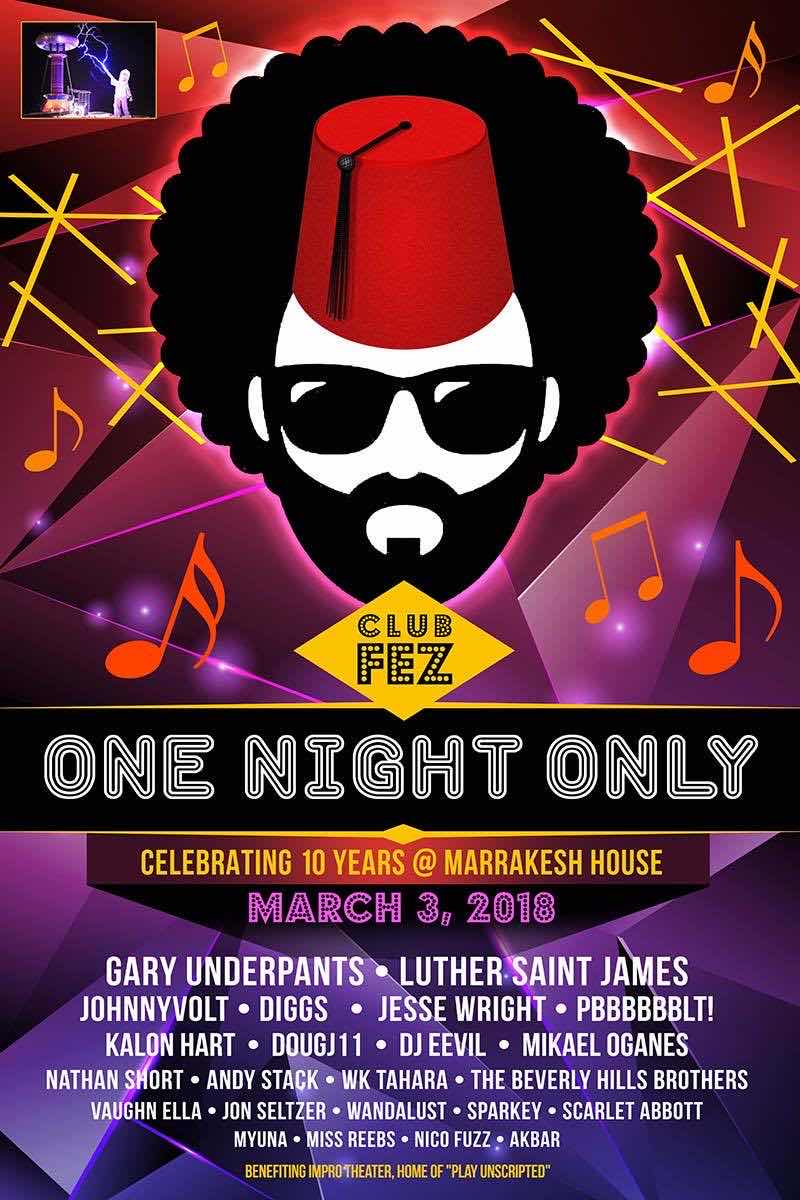 CLUB
FEZ
ONE NIGHT ONLY
CELEBRATING 10 YEARS @ MARRAKESH HOUSE
MARCH 3, 2018
GARY UNDERPANTS • LUTHER SAINT JAMES
JOHNNYVOLT • DIGGS • JESSE WRIGHT • PBBBBBBLT!
KALON HART • DOUGJ11 • DJ EEVIL • MIKAEL OGANES
NATHAN SHORT • ANDY STACK • WK TAHARA • THE BEVERLY HILLS BROTHERS
VAUGHN ELLA • JON SELTZER • WANDALUST • SPARKEY • SCARLET ABBOTT
MYUNA • MISS REEBS • NICO FUZZ • AKBAR
BENEFITING IMPRO THEATER, HOME OF "PLAY UNSCRIPTED"